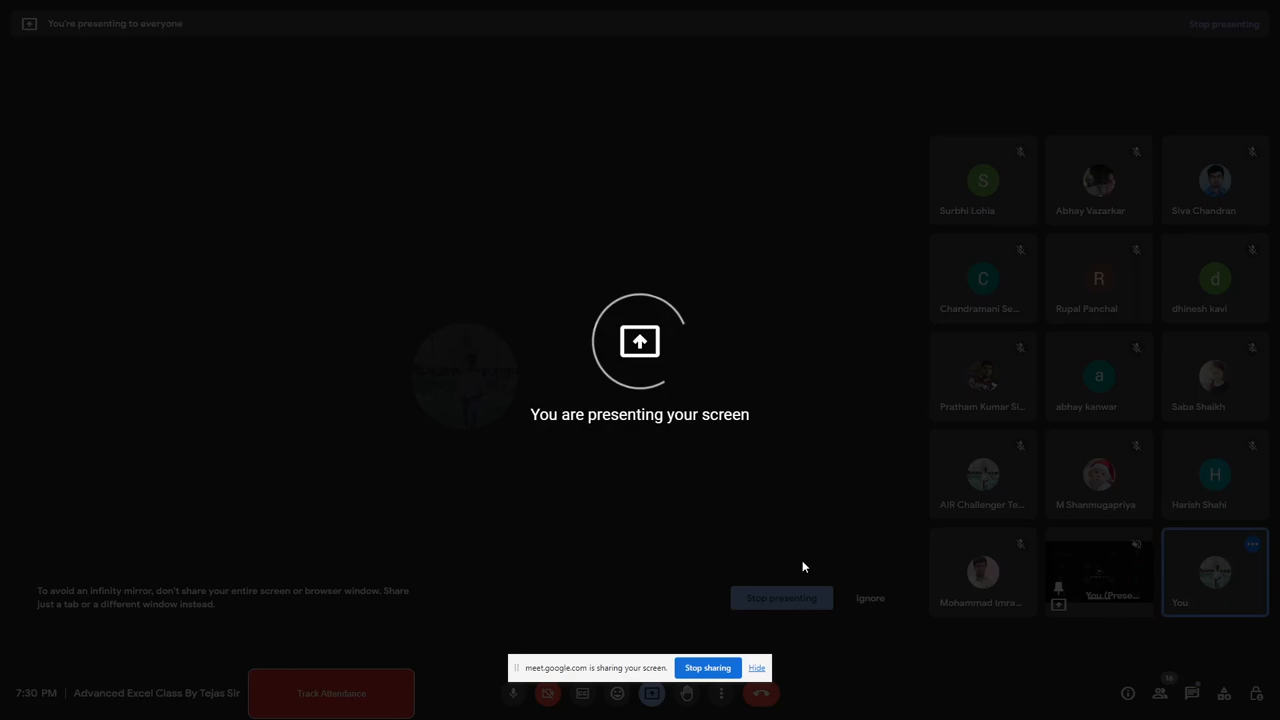 You're presenting to everyone
Stop presenting
S
Surbhi Lohia
Abhay Vazarkar
Siva Chandran
C
Chandramani Se...
R
Rupal Panchal
d
dhinesh kavi
You are presenting your screen
Pratham Kumar Si...
a
abhay kanwar
Saba Shaikh
AIR Challenger Te...
M Shanmugapriya
H
Harish Shahi
To avoid an infinity mirror, don't share your entire screen or browser window. Share
just a tab or a different window instead.
Stop presenting
Ignore
Mohammad Imra...
You (Prese...
You
meet.google.com is sharing your screen.
Stop sharing
Hide
7:30 PM | Advanced Excel Class By Tejas Sir
Track Attendance
16